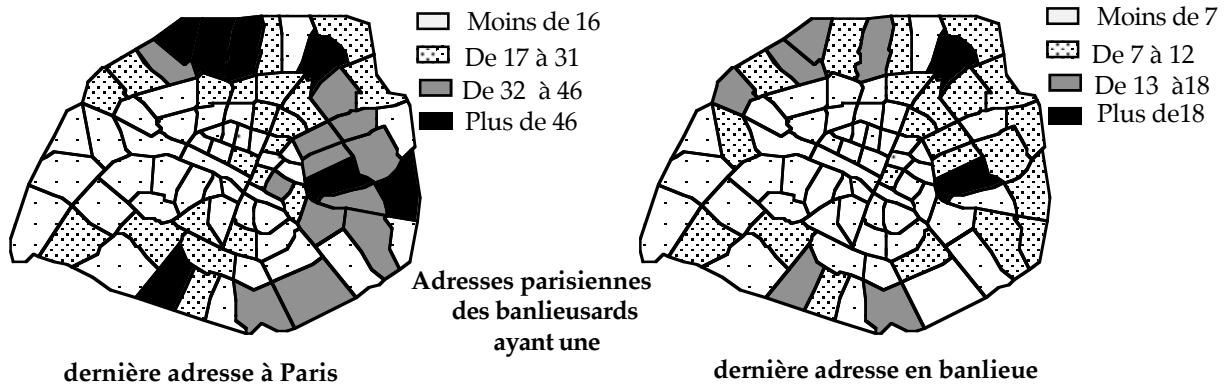 Moins de 16
De 17 à 31
De 32 à 46
Plus de 46
Moins de 7
De 7 à 12
De 13 à18
Plus de18
Adresses parisiennes
des banlieusards
ayant une
dernière adresse à Paris
dernière adresse en banlieue